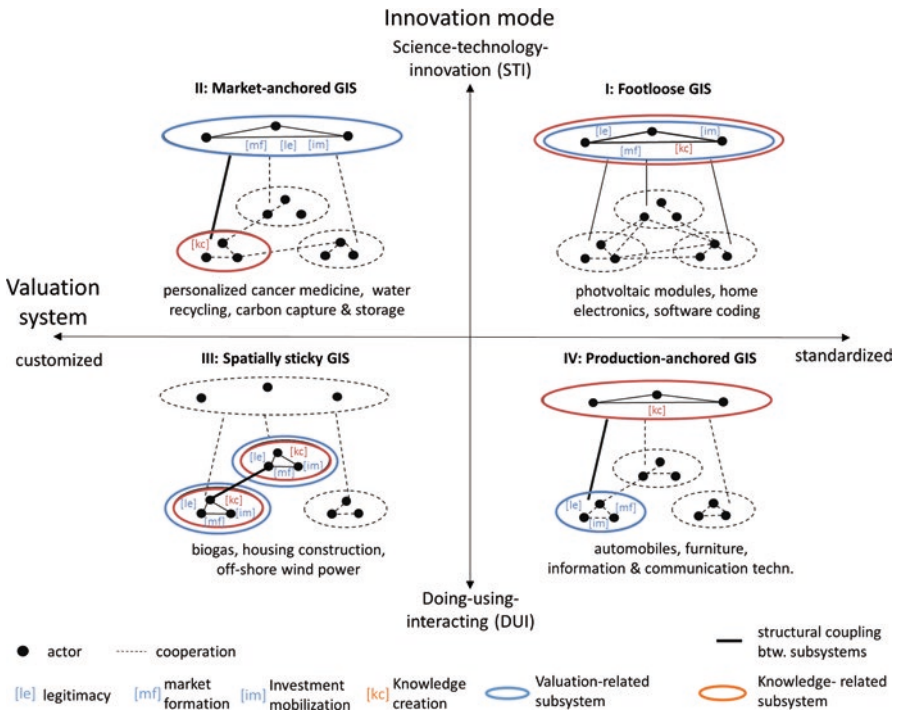 Innovation mode
Science-technology-
innovation (STI)
II: Market-anchored GIS
[mf] [le] [im]
[kc]
personalized cancer medicine, water
recycling, carbon capture & storage
I: Footloose GIS
[le] [im]
[mf] [kc]
photovoltaic modules, home
electronics, software coding
Valuation
system
customized
standardized
III: Spatially sticky GIS
[le] [kc]
[mf] [im]
[le] [kc]
[mf] [im]
biogas, housing construction,
off-shore wind power
IV: Production-anchored GIS
[kc]
[le] [mf]
[im]
automobiles, furniture,
information & communication techn.
Doing-using-
interacting (DUI)
actor
cooperation
structural coupling
btw. subsystems
[le] legitimacy
[mf] market
formation
[im] Investment
mobilization
[kc] Knowledge
creation
Valuation-related
subsystem
Knowledge- related
subsystem